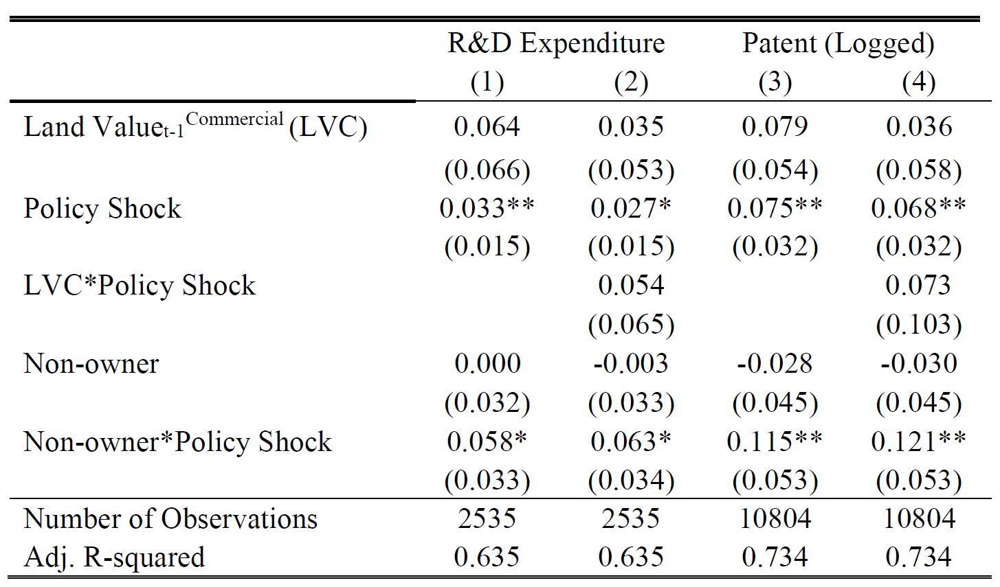 R&D Expenditure Patent (Logged)
(1) (2) (3) (4)
Land Valuet-1Commercial (LVC) 0.064 0.035 0.079 0.036
(0.066) (0.053) (0.054) (0.058)
Policy Shock 0.033** 0.027* 0.075** 0.068**
(0.015) (0.015) (0.032) (0.032)
LVC*Policy Shock 0.054 0.073
(0.065) (0.103)
Non-owner 0.000 -0.003 -0.028 -0.030
(0.032) (0.033) (0.045) (0.045)
Non-owner*Policy Shock 0.058* 0.063* 0.115** 0.121**
(0.033) (0.034) (0.053) (0.053)
Number of Observations 2535 2535 10804 10804
Adj. R-squared 0.635 0.635 0.734 0.734